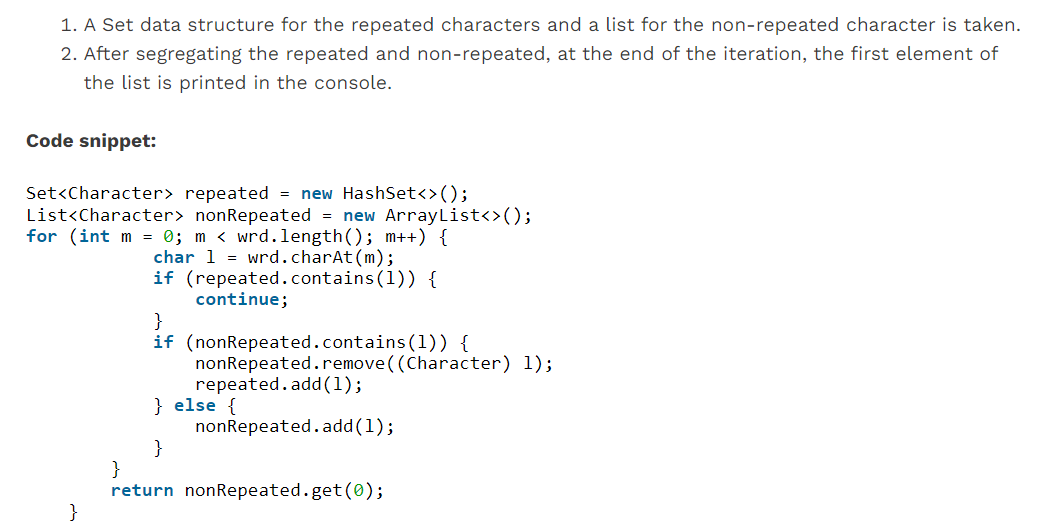 1. A Set data structure for the repeated characters and a list for the non-repeated character is taken.
2. After segregating the repeated and non-repeated, at the end of the iteration, the first element of
the list is printed in the console.
Code snippet:
Set<Character> repeated = new HashSet<>();
List<Character> nonRepeated = new ArrayList<>();
for (int m = 0; m < wrd.length(); m++) {
char l = wrd.charAt(m);
if (repeated.contains(l)) {
continue;
}
if (nonRepeated.contains(l)) {
nonRepeated.remove((Character) l);
repeated.add(l);
} else {
nonRepeated.add(l);
}
}
return nonRepeated.get(0);
}